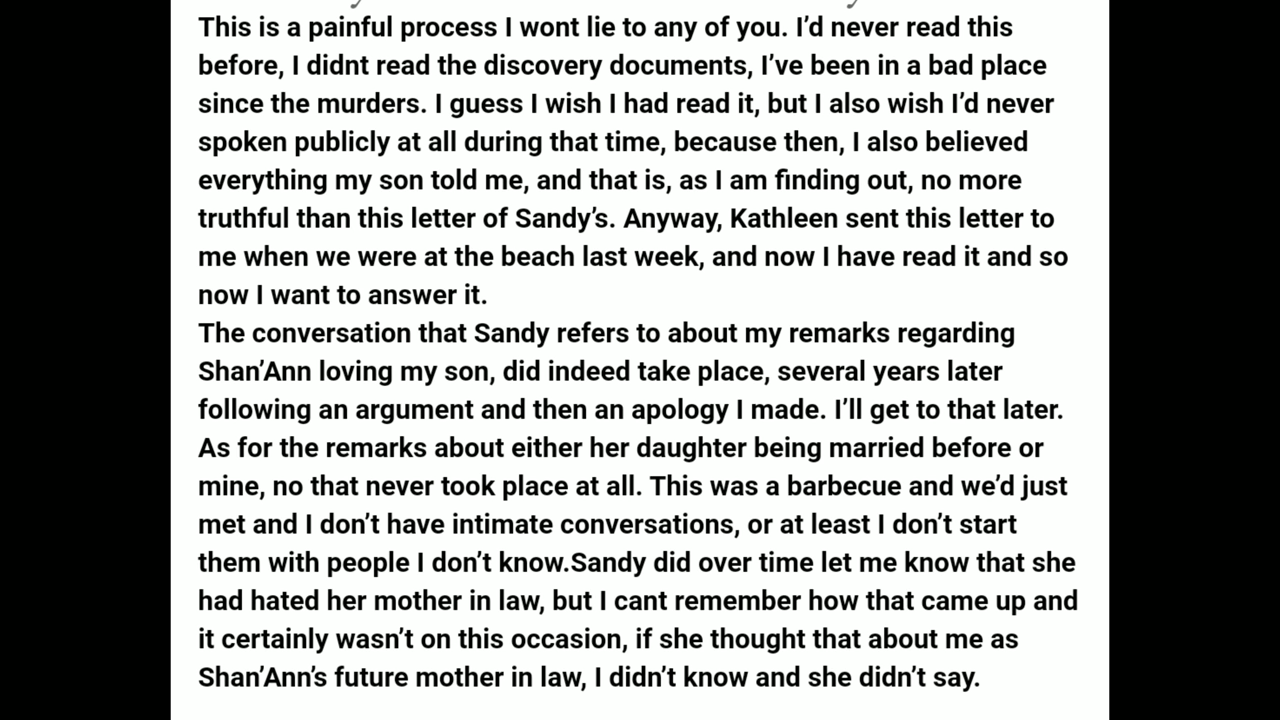 This is a painful process I wont lie to any of you. I’d never read this
before, I didnt read the discovery documents, I’ve been in a bad place
since the murders. I guess I wish I had read it, but I also wish I’d never
spoken publicly at all during that time, because then, I also believed
everything my son told me, and that is, as I am finding out, no more
truthful than this letter of Sandy’s. Anyway, Kathleen sent this letter to
me when we were at the beach last week, and now I have read it and so
now I want to answer it.
The conversation that Sandy refers to about my remarks regarding
Shan’Ann loving my son, did indeed take place, several years later
following an argument and then an apology I made. I’ll get to that later.
As for the remarks about either her daughter being married before or
mine, no that never took place at all. This was a barbecue and we’d just
met and I don’t have intimate conversations, or at least I don’t start
them with people I don’t know.Sandy did over time let me know that she
had hated her mother in law, but I cant remember how that came up and
it certainly wasn’t on this occasion, if she thought that about me as
Shan’Ann’s future mother in law, I didn’t know and she didn’t say.